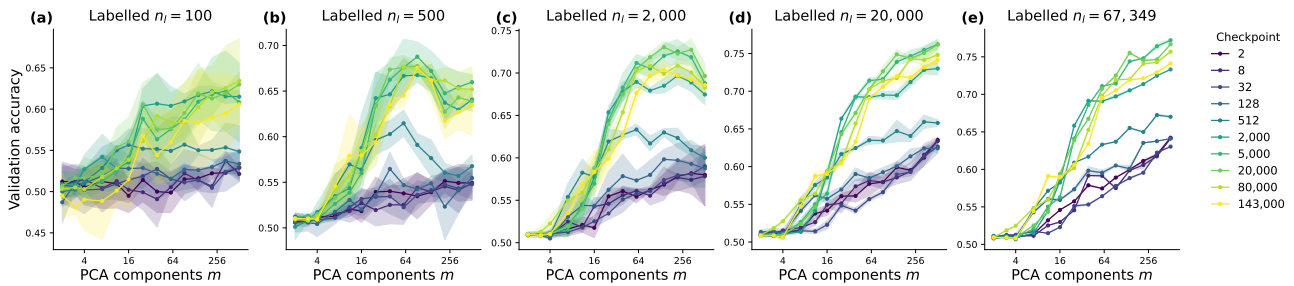 (a) Labelled n_l = 100
(b) Labelled n_l = 500
(c) Labelled n_l = 2,000
(d) Labelled n_l = 20,000
(e) Labelled n_l = 67,349
Validation accuracy
0.65
0.60
0.55
0.50
0.45
4 16 64 256
PCA components m
0.70
0.65
0.60
0.55
0.50
4 16 64 256
PCA components m
0.75
0.70
0.65
0.60
0.55
0.50
4 16 64 256
PCA components m
0.75
0.70
0.65
0.60
0.55
0.50
4 16 64 256
PCA components m
0.75
0.70
0.65
0.60
0.55
0.50
4 16 64 256
PCA components m
Checkpoint
2
8
32
128
512
2,000
5,000
20,000
80,000
143,000